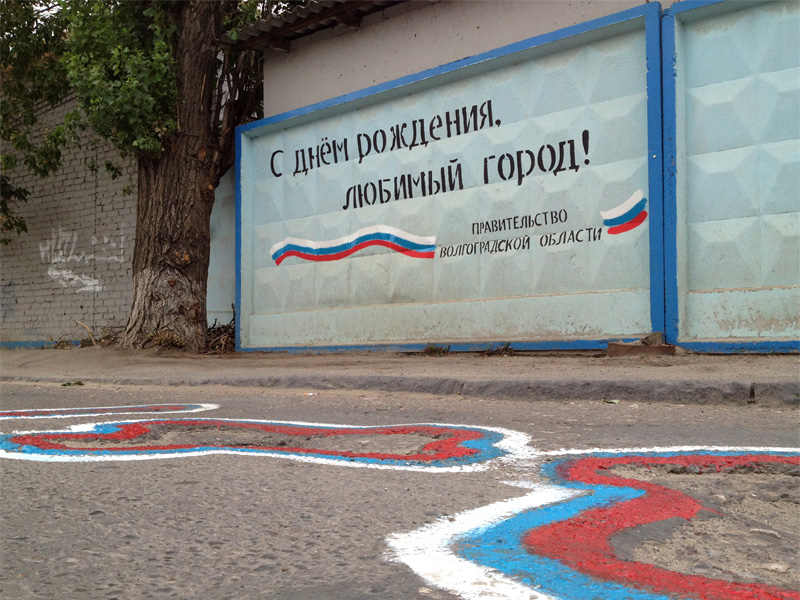 С днём рождения,
любимый город!
ПРАВИТЕЛЬСТВО
ВОЛГОГРАДСКОЙ ОБЛАСТИ